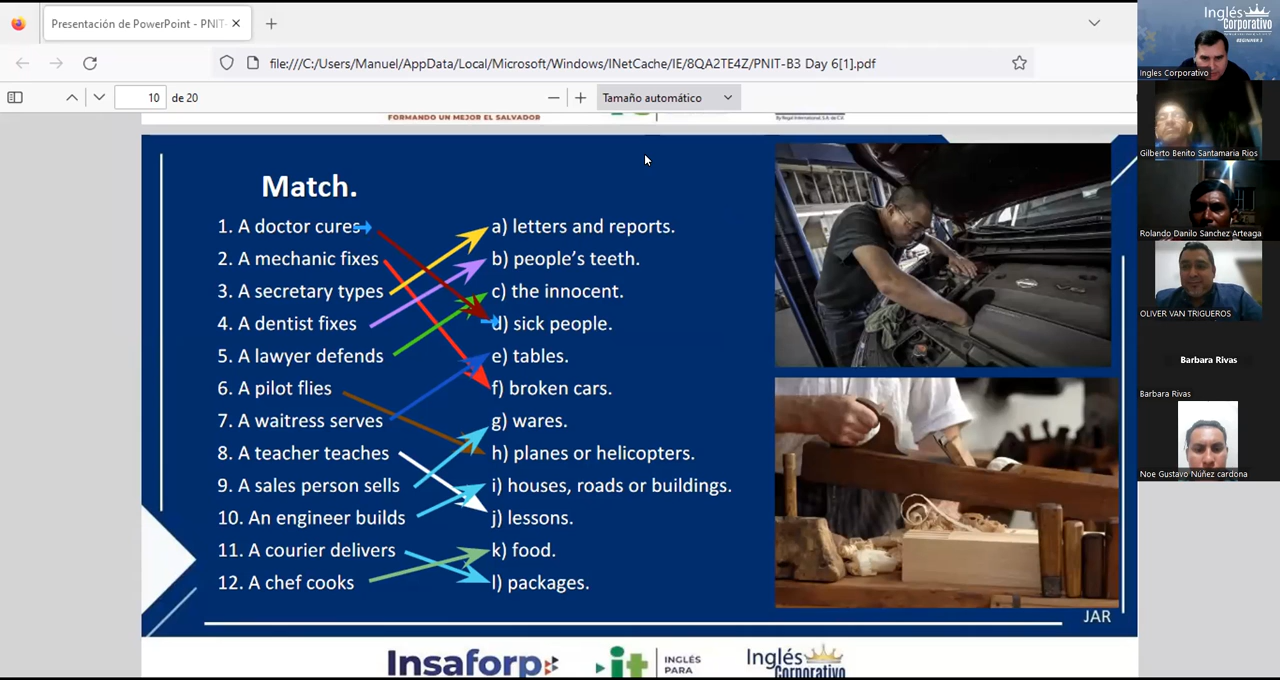 Presentación de PowerPoint - PNIT-
file:///C:/Users/Manuel/AppData/Local/Microsoft/Windows/INetCache/IE/8QA2TE4Z/PNIT-B3 Day 6[1].pdf
10 de 20
Tamaño automático
FORMANDO UN MEJOR EL SALVADOR
Match.
1. A doctor cures
2. A mechanic fixes
3. A secretary types
4. A dentist fixes
5. A lawyer defends
6. A pilot flies
7. A waitress serves
8. A teacher teaches
9. A sales person sells
10. An engineer builds
11. A courier delivers
12. A chef cooks
a) letters and reports.
b) people’s teeth.
c) the innocent.
d) sick people.
e) tables.
f) broken cars.
g) wares.
h) planes or helicopters.
i) houses, roads or buildings.
j) lessons.
k) food.
l) packages.
JAR
Insaforp
it
INGLÉS
PARA
Inglés
Corporativo
Inglés
Corporativo
BEGINNER 3
Ingles Corporativo
Gilberto Benito Santamaria Rios
Rolando Danilo Sanchez Arteaga
OLIVER VAN TRIGUEROS
Barbara Rivas
Barbara Rivas
Noe Gustavo Núñez cardona